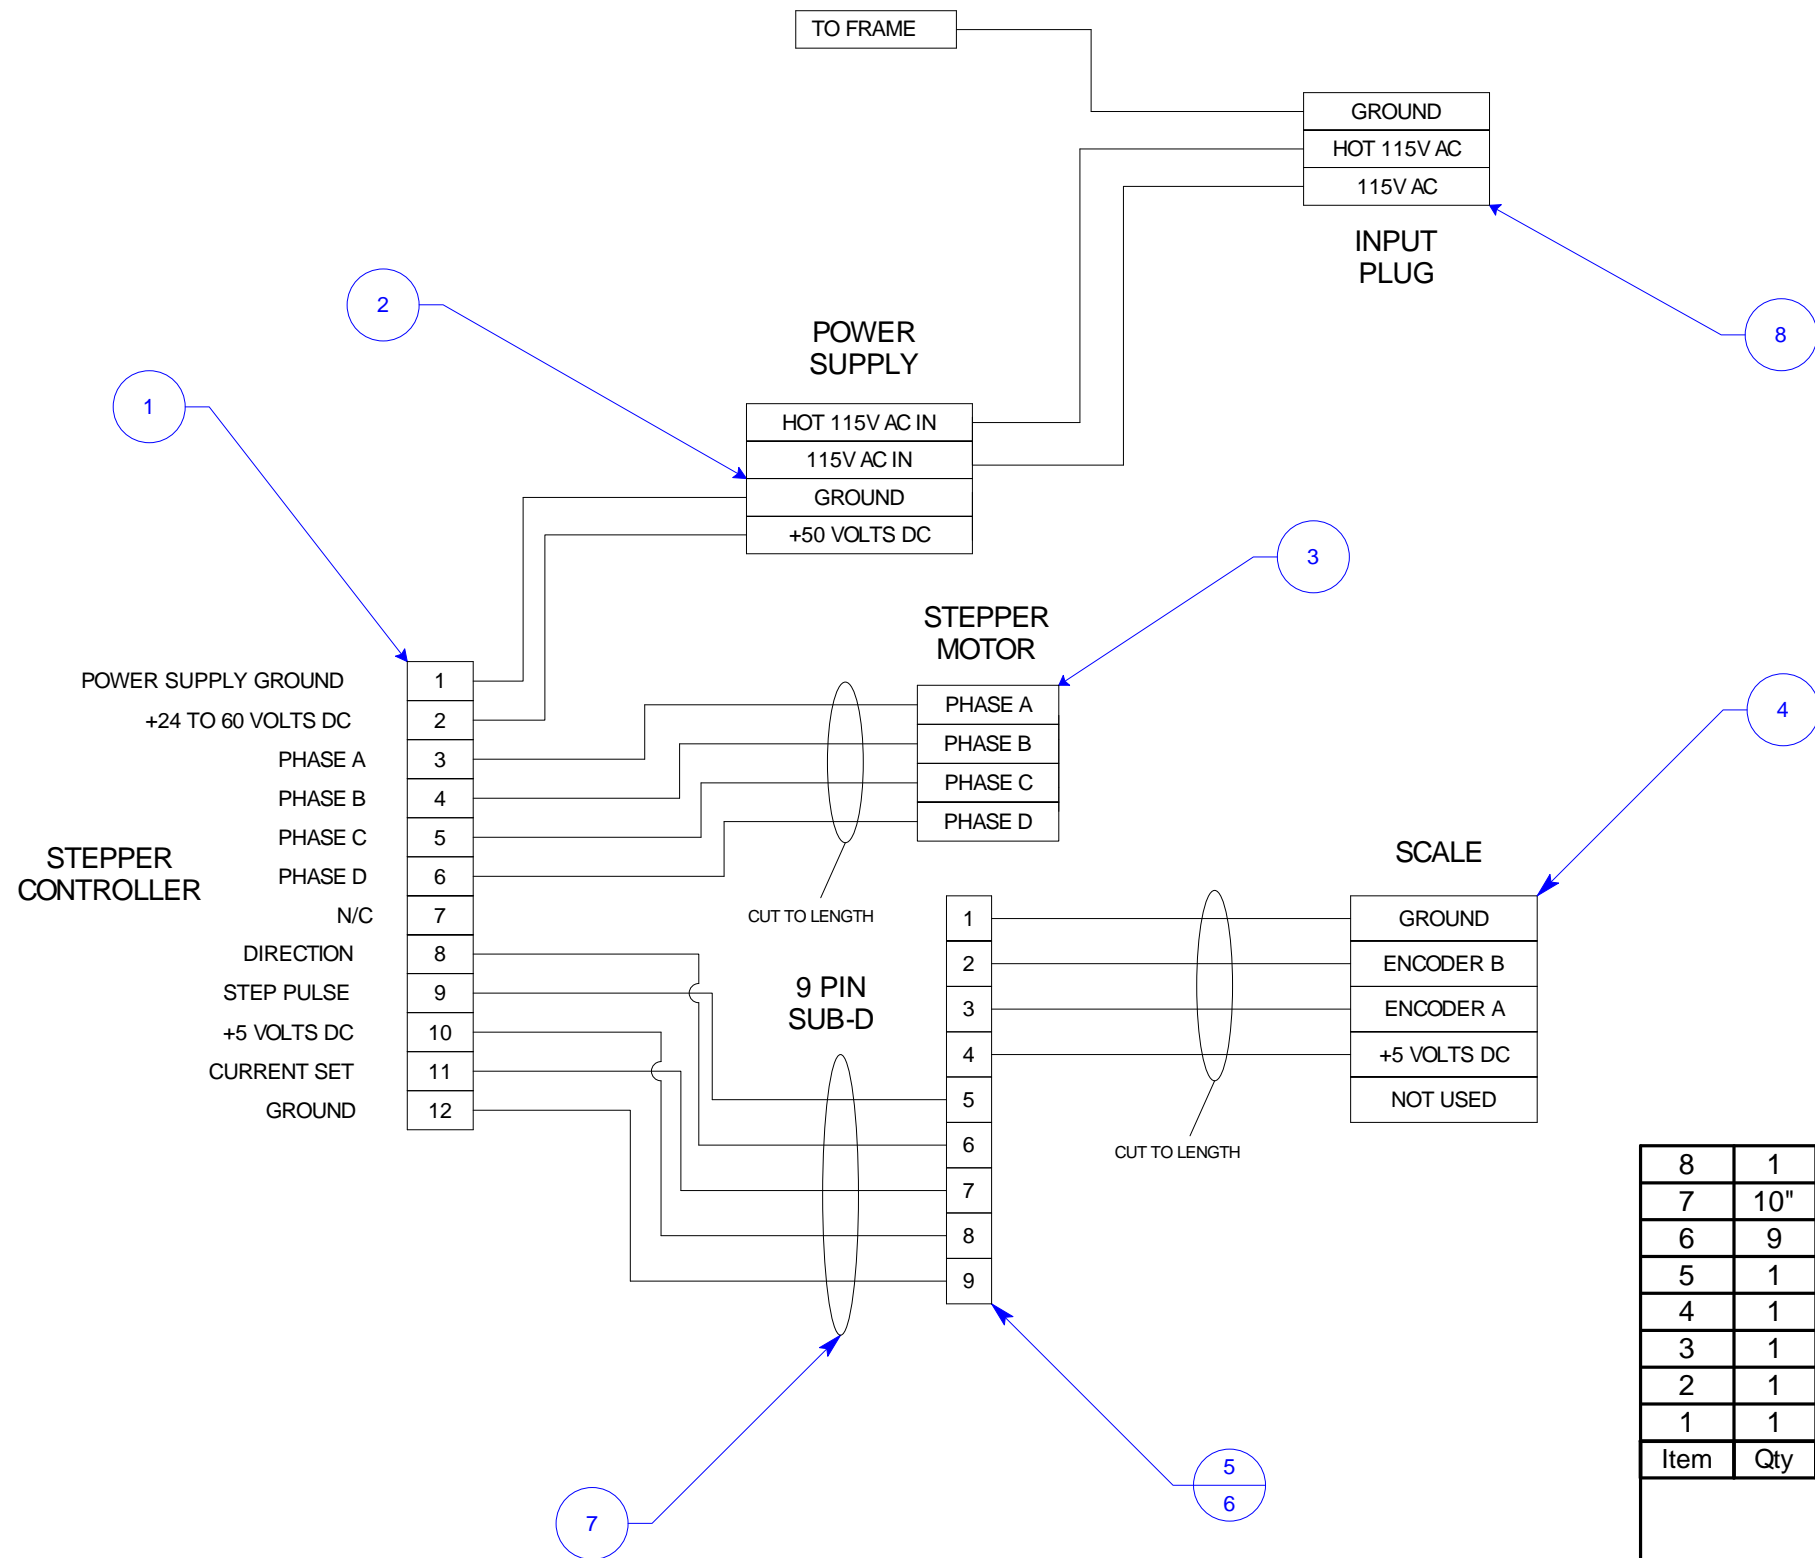 TO FRAME
GROUND
HOT 115V AC
115V AC
INPUT
PLUG
8
2
POWER
SUPPLY
HOT 115V AC IN
115V AC IN
GROUND
+50 VOLTS DC
1
3
STEPPER
MOTOR
PHASE A
PHASE B
PHASE C
PHASE D
CUT TO LENGTH
STEPPER
CONTROLLER
POWER SUPPLY GROUND 1
+24 TO 60 VOLTS DC 2
PHASE A 3
PHASE B 4
PHASE C 5
PHASE D 6
N/C 7
DIRECTION 8
STEP PULSE 9
+5 VOLTS DC 10
CURRENT SET 11
GROUND 12
9 PIN
SUB-D
1
2
3
4
5
6
7
8
9
4
SCALE
GROUND
ENCODER B
ENCODER A
+5 VOLTS DC
NOT USED
CUT TO LENGTH
7
5
6
8 1
7 10"
6 9
5 1
4 1
3 1
2 1
1 1
Item Qty